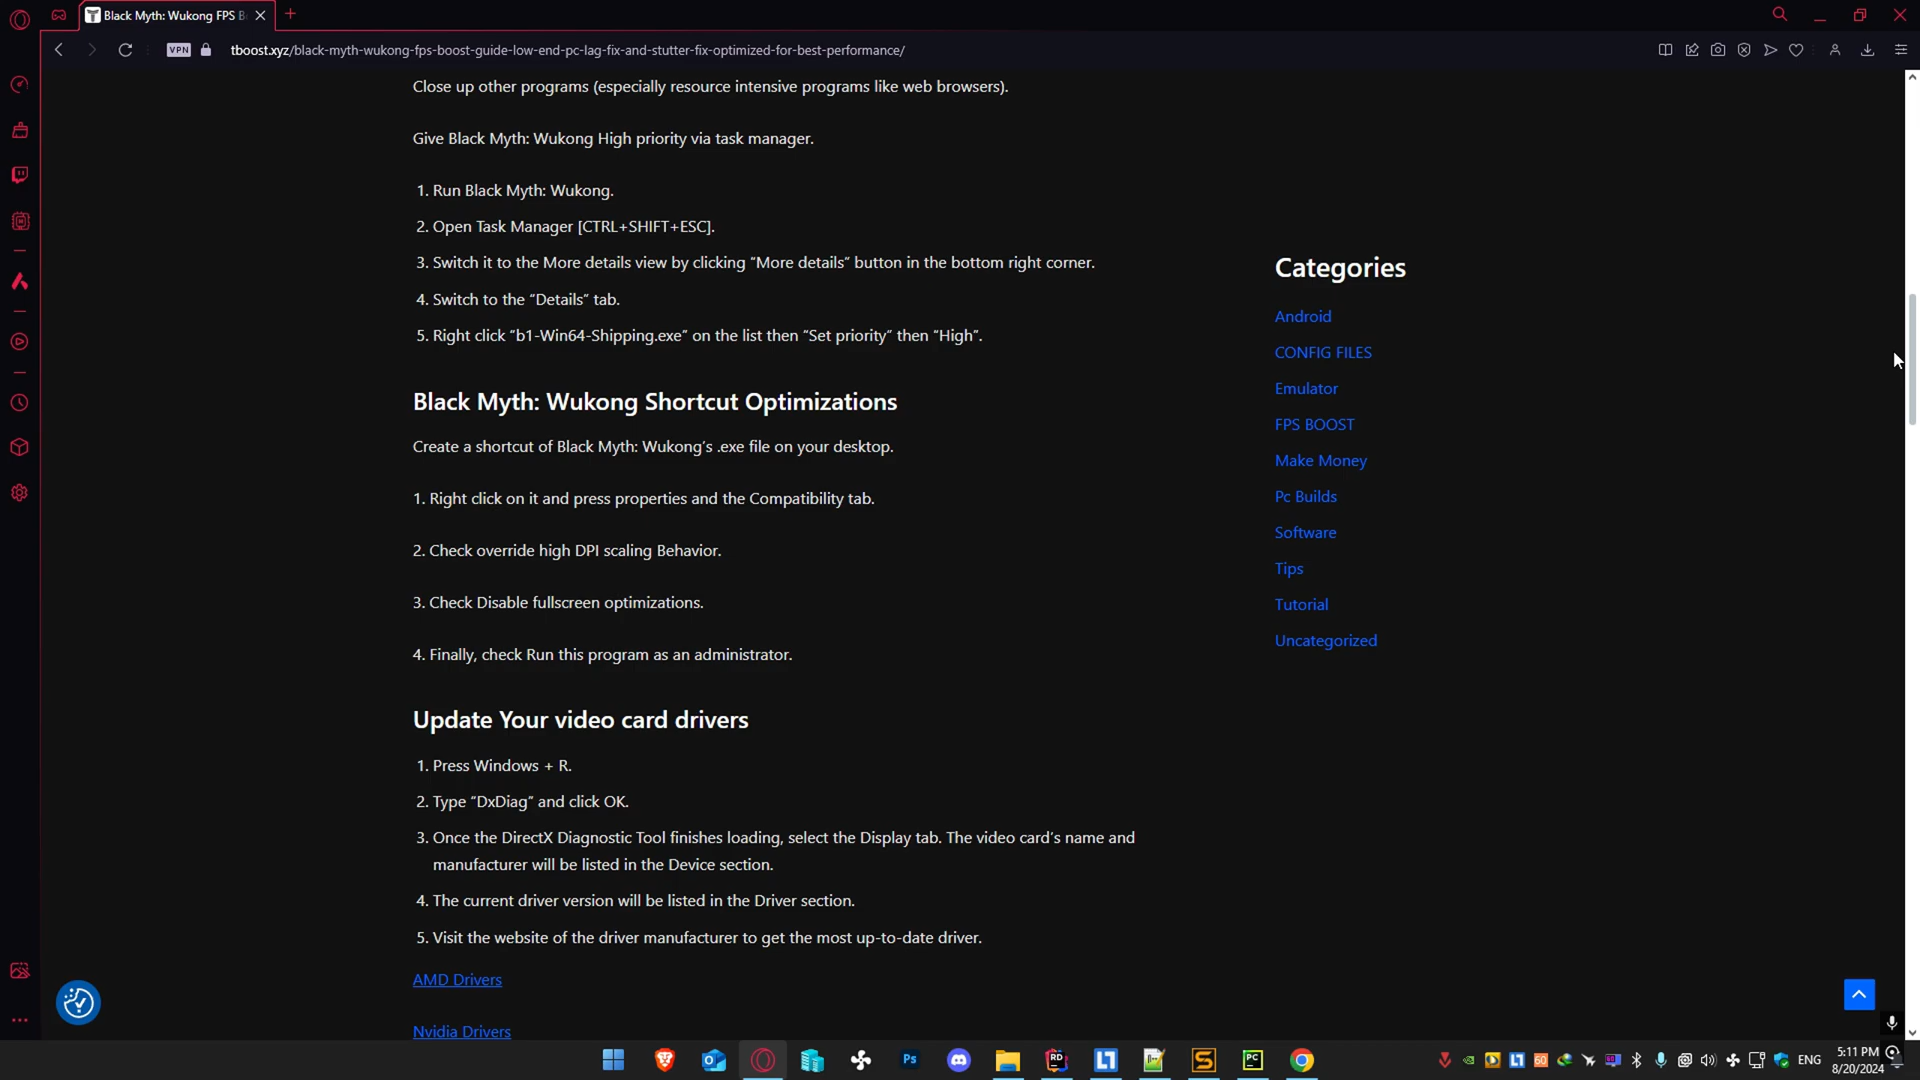 Black Myth: Wukong FPS B
VPN
tboost.xyz/black-myth-wukong-fps-boost-guide-low-end-pc-lag-fix-and-stutter-fix-optimized-for-best-performance/
Close up other programs (especially resource intensive programs like web browsers).
Give Black Myth: Wukong High priority via task manager.
1. Run Black Myth: Wukong.
2. Open Task Manager [CTRL+SHIFT+ESC].
3. Switch it to the More details view by clicking “More details” button in the bottom right corner.
4. Switch to the “Details” tab.
5. Right click “b1-Win64-Shipping.exe” on the list then “Set priority” then “High”.
Black Myth: Wukong Shortcut Optimizations
Create a shortcut of Black Myth: Wukong’s .exe file on your desktop.
1. Right click on it and press properties and the Compatibility tab.
2. Check override high DPI scaling Behavior.
3. Check Disable fullscreen optimizations.
4. Finally, check Run this program as an administrator.
Update Your video card drivers
1. Press Windows + R.
2. Type “DxDiag” and click OK.
3. Once the DirectX Diagnostic Tool finishes loading, select the Display tab. The video card’s name and
manufacturer will be listed in the Device section.
4. The current driver version will be listed in the Driver section.
5. Visit the website of the driver manufacturer to get the most up-to-date driver.
AMD Drivers
Nvidia Drivers
Categories
Android
CONFIG FILES
Emulator
FPS BOOST
Make Money
Pc Builds
Software
Tips
Tutorial
Uncategorized
Ps
RD
PC
60
ENG
5:11 PM
8/20/2024